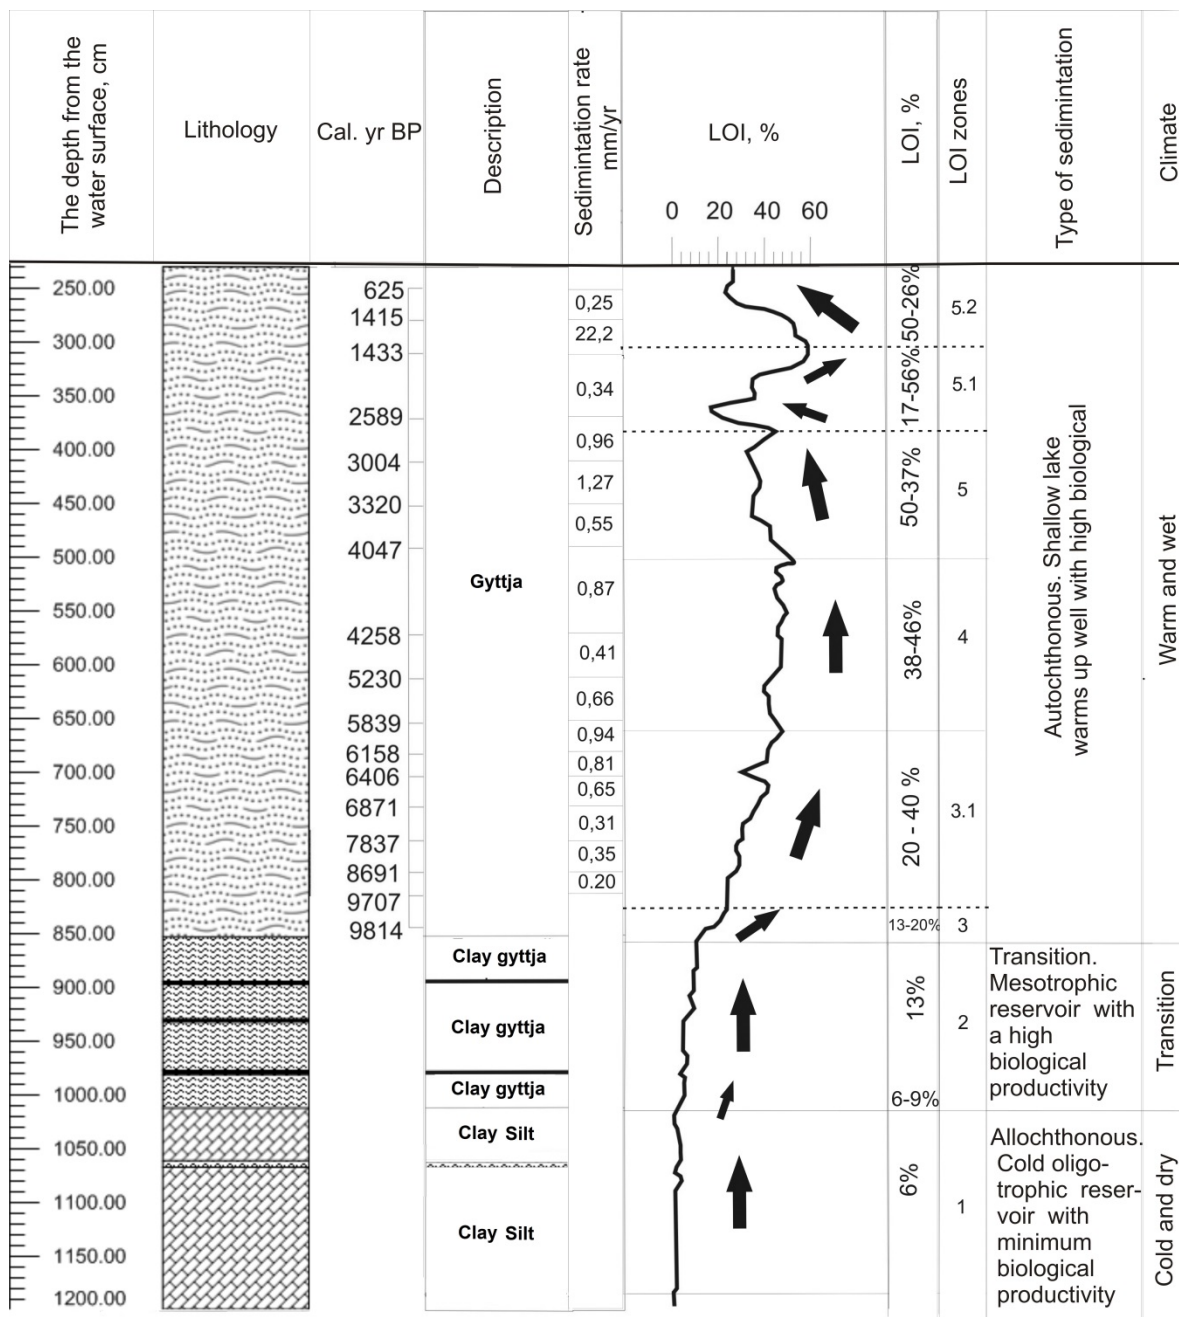 The depth from the
water surface, cm
Lithology
Cal. yr BP
Description
Sedimintation rate
mm/yr
LOI, %
0 20 40 60
LOI, %
LOI zones
Type of sedimintation
Climate
250.00
300.00
350.00
400.00
450.00
500.00
550.00
600.00
650.00
700.00
750.00
800.00
850.00
900.00
950.00
1000.00
1050.00
1100.00
1150.00
1200.00
625
1415
1433
2589
3004
3320
4047
4258
5230
5839
6158
6406
6871
7837
8691
9707
9814
Gyttja
Clay gyttja
Clay gyttja
Clay gyttja
Clay Silt
Clay Silt
0,25
22,2
0,34
0,96
1,27
0,55
0,87
0,41
0,66
0,94
0,81
0,65
0,31
0,35
0.20
50-26%
17-56%
50-37%
38-46%
20 - 40 %
13-20%
13%
6-9%
6%
5.2
5.1
5
4
3.1
3
2
1
Autochthonous. Shallow lake
warms up well with high biological
Transition.
Mesotrophic
reservoir with
a high
biological
productivity
Allochthonous.
Cold oligo-
trophic reser-
voir with
minimum
biological
productivity
Warm and wet
Transition
Cold and dry